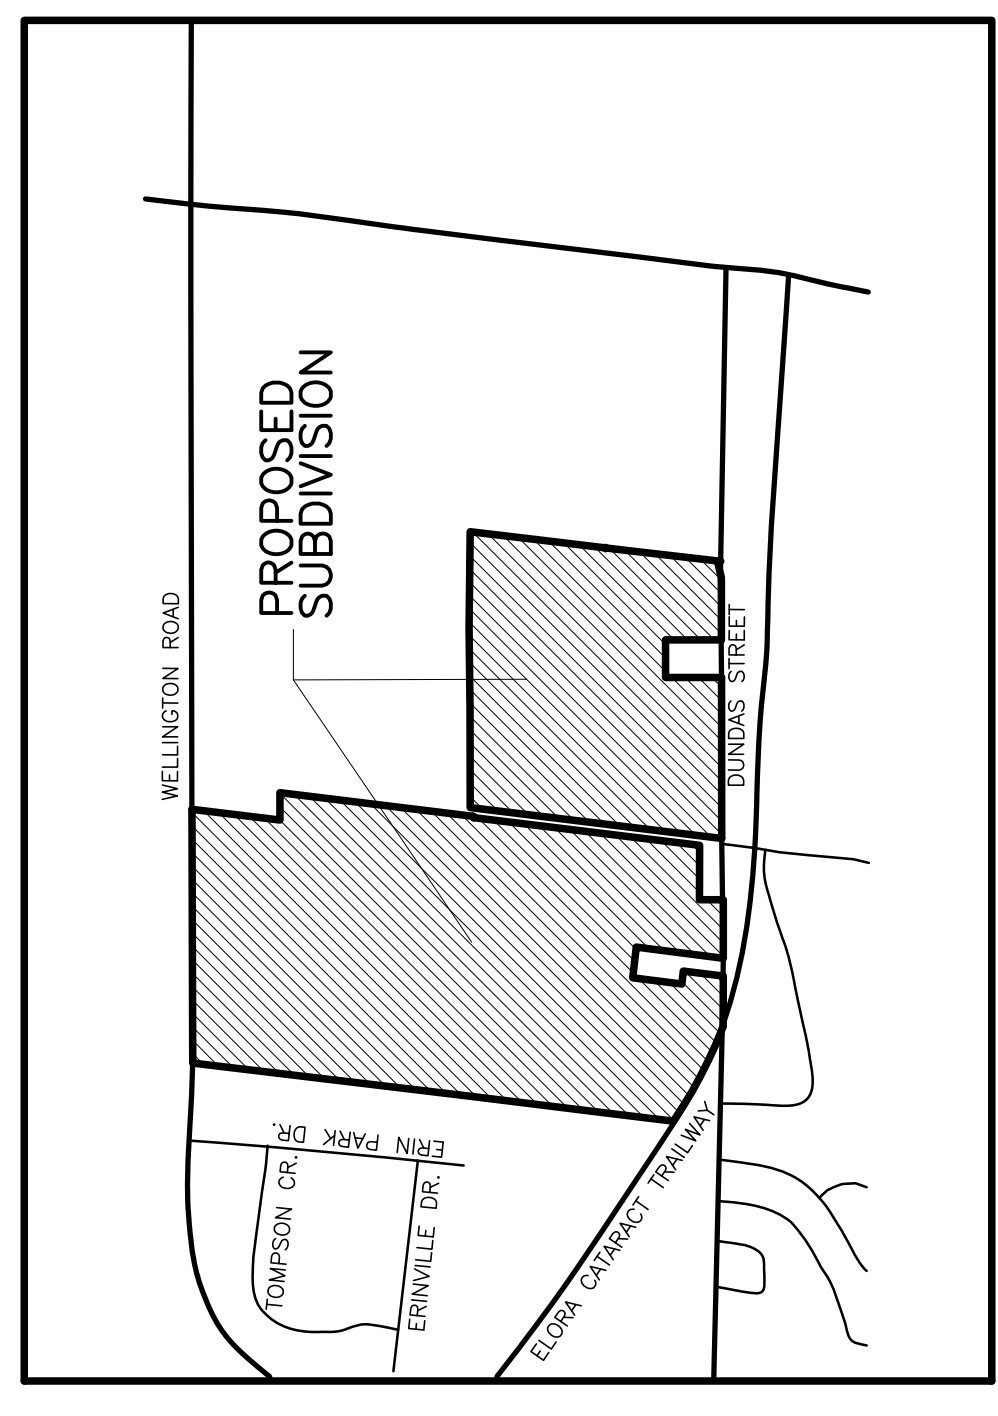 PROPOSED
SUBDIVISION
WELLINGTON ROAD
DUNDAS STREET
ERIN PARK DR.
TOMPSON CR.
ERINVILLE DR.
ELORA CATARACT TRAILWAY